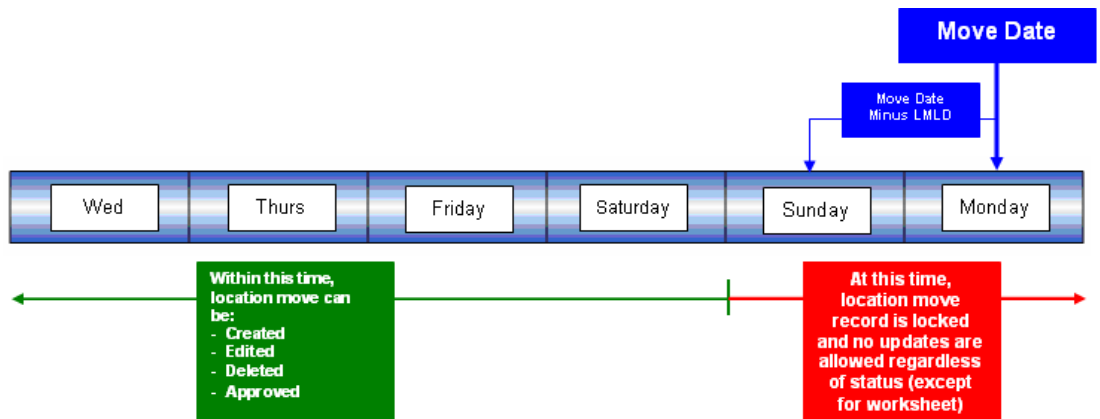 Move Date
Move Date
Minus LMLD
Wed
Thurs
Friday
Saturday
Sunday
Monday
Within this time,
location move can
be:
- Created
- Edited
- Deleted
- Approved
At this time,
location move
record is locked
and no updates are
allowed regardless
of status (except
for worksheet)